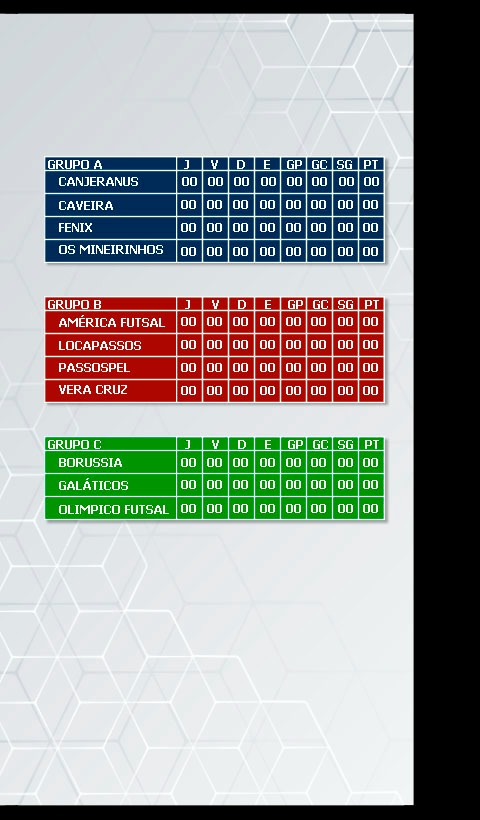 GRUPO A J V D E GP GC SG PT
CANJERANUS 00 00 00 00 00 00 00 00
CAVEIRA 00 00 00 00 00 00 00 00
FENIX 00 00 00 00 00 00 00 00
OS MINEIRINHOS 00 00 00 00 00 00 00 00
GRUPO B J V D E GP GC SG PT
AMÉRICA FUTSAL 00 00 00 00 00 00 00 00
LOCAPASSOS 00 00 00 00 00 00 00 00
PASSOSPEL 00 00 00 00 00 00 00 00
VERA CRUZ 00 00 00 00 00 00 00 00
GRUPO C J V D E GP GC SG PT
BORUSSIA 00 00 00 00 00 00 00 00
GALÁTICOS 00 00 00 00 00 00 00 00
OLIMPICO FUTSAL 00 00 00 00 00 00 00 00